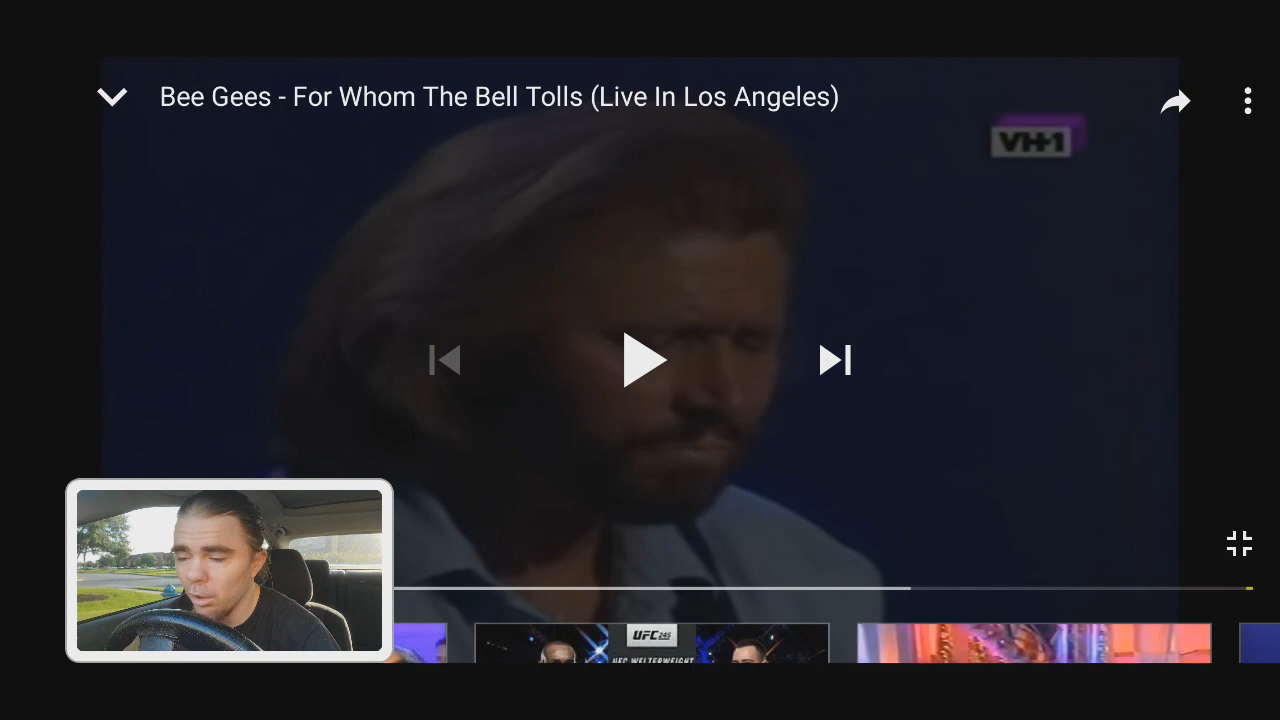 Bee Gees - For Whom The Bell Tolls (Live In Los Angeles)
VH1
UFC 245
UFC WELTERWEIGHT